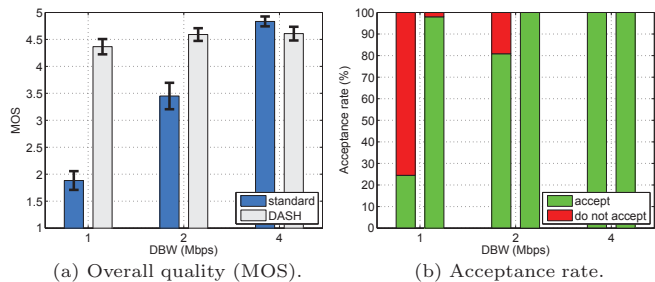 5
4.5
4
3.5
3
2.5
2
1.5
1
MOS
standard
DASH
1 2 4
DBW (Mbps)
(a) Overall quality (MOS).
100
90
80
70
60
50
40
30
20
10
0
Acceptance rate (%)
accept
do not accept
1 2 4
DBW (Mbps)
(b) Acceptance rate.